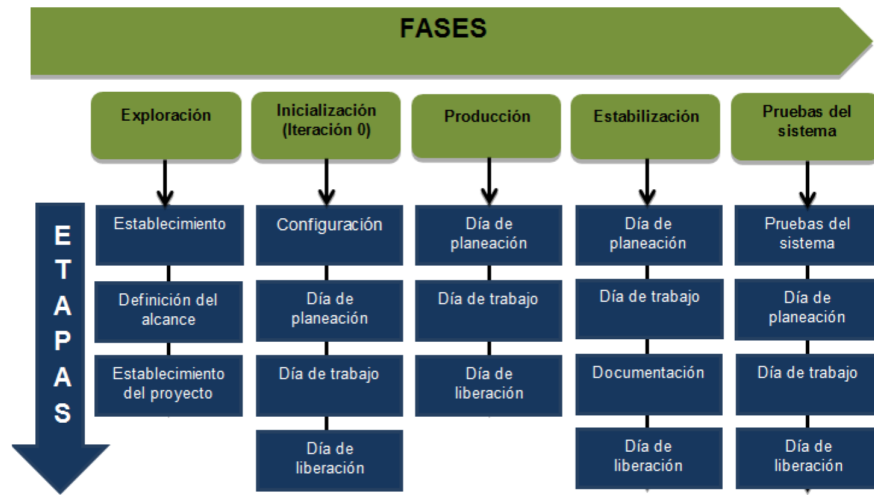 FASES
Exploración
Inicialización
(Iteración 0)
Producción
Estabilización
Pruebas del
sistema
ETAPAS
Establecimiento
Definición del
alcance
Establecimiento
del proyecto
Configuración
Día de
planeación
Día de trabajo
Día de
liberación
Día de
planeación
Día de trabajo
Día de
liberación
Día de
planeación
Día de trabajo
Documentación
Día de
liberación
Pruebas del
sistema
Día de
planeación
Día de trabajo
Día de
liberación